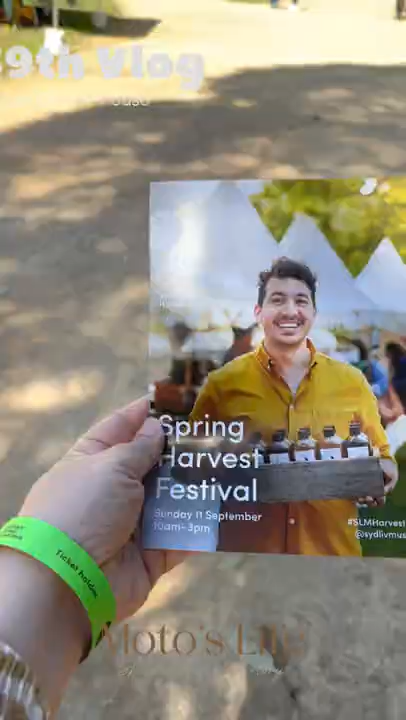 9th Vlog
Spring
Harvest
Festival
Sunday 11 September
10am-3pm
#SLMHarvest
@sydlivmus
Ticket holder
Moto's Life